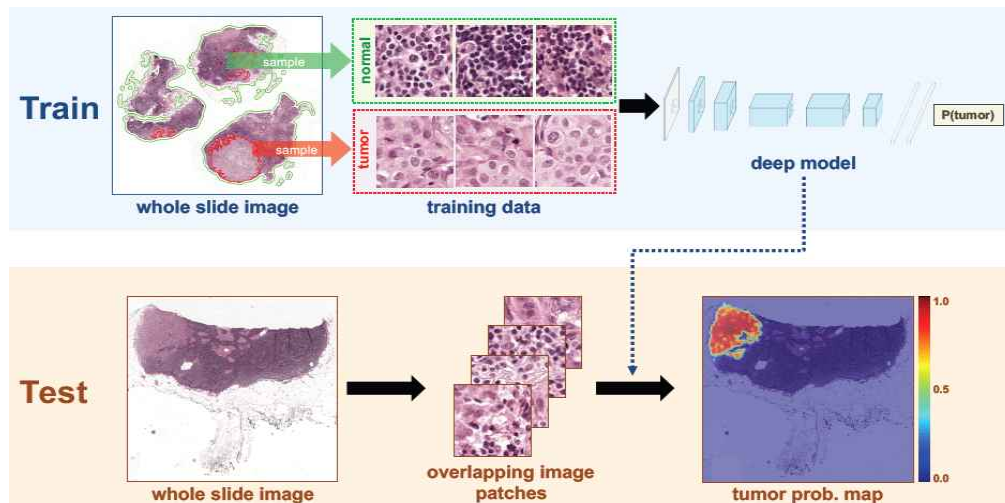 Train
sample
sample
whole slide image
normal
tumor
training data
P(tumor)
deep model
Test
whole slide image
overlapping image
patches
1.0
0.5
0.0
tumor prob. map